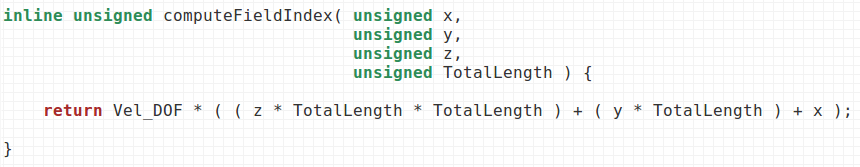 inline unsigned computeFieldIndex( unsigned x,
unsigned y,
unsigned z,
unsigned TotalLength ) {
return Vel_DOF * ( ( z * TotalLength * TotalLength ) + ( y * TotalLength ) + x );
}